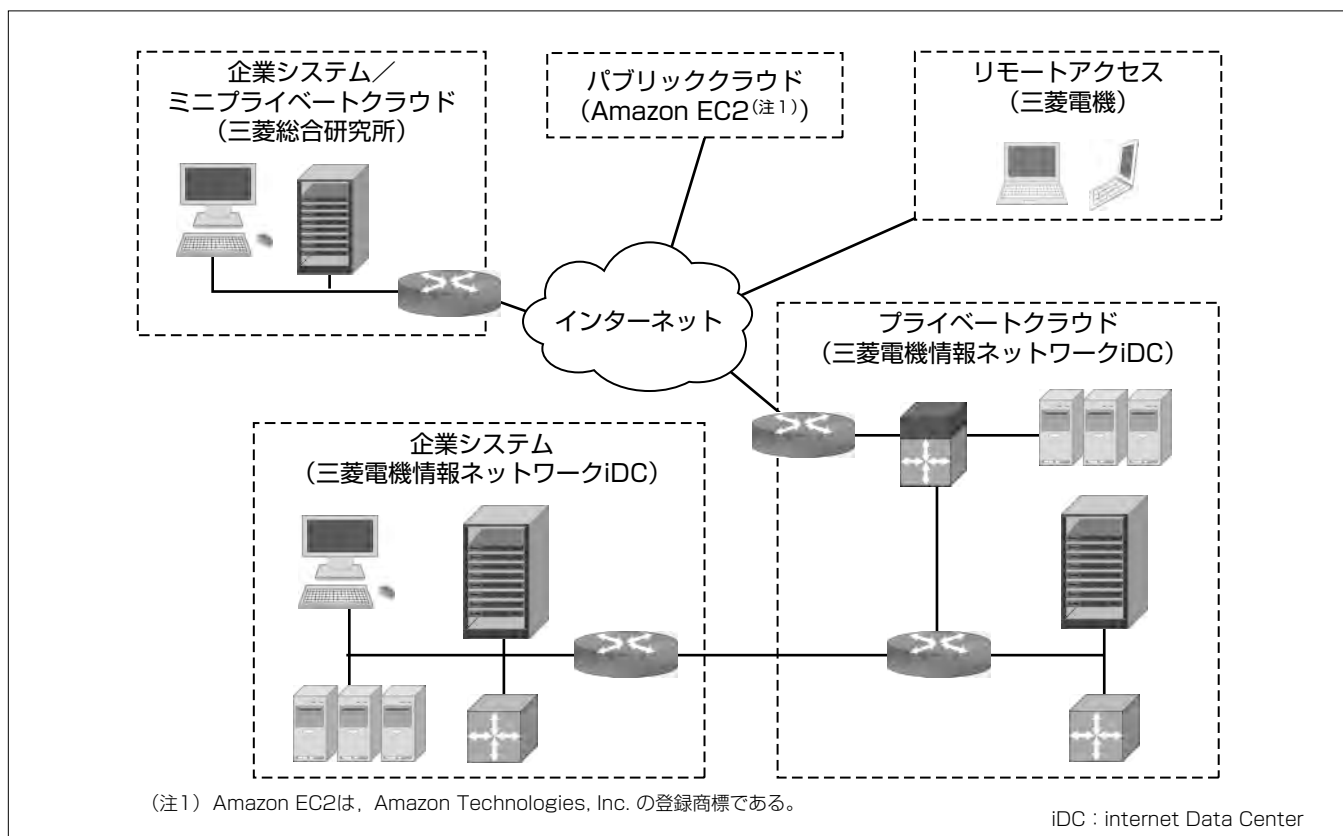 企業システム／
ミニプライベートクラウド
（三菱総合研究所）
パブリッククラウド
（Amazon EC2（注1））
リモートアクセス
（三菱電機）
インターネット
プライベートクラウド
（三菱電機情報ネットワークiDC）
企業システム
（三菱電機情報ネットワークiDC）
（注1）Amazon EC2は，Amazon Technologies, Inc. の登録商標である。
iDC：internet Data Center